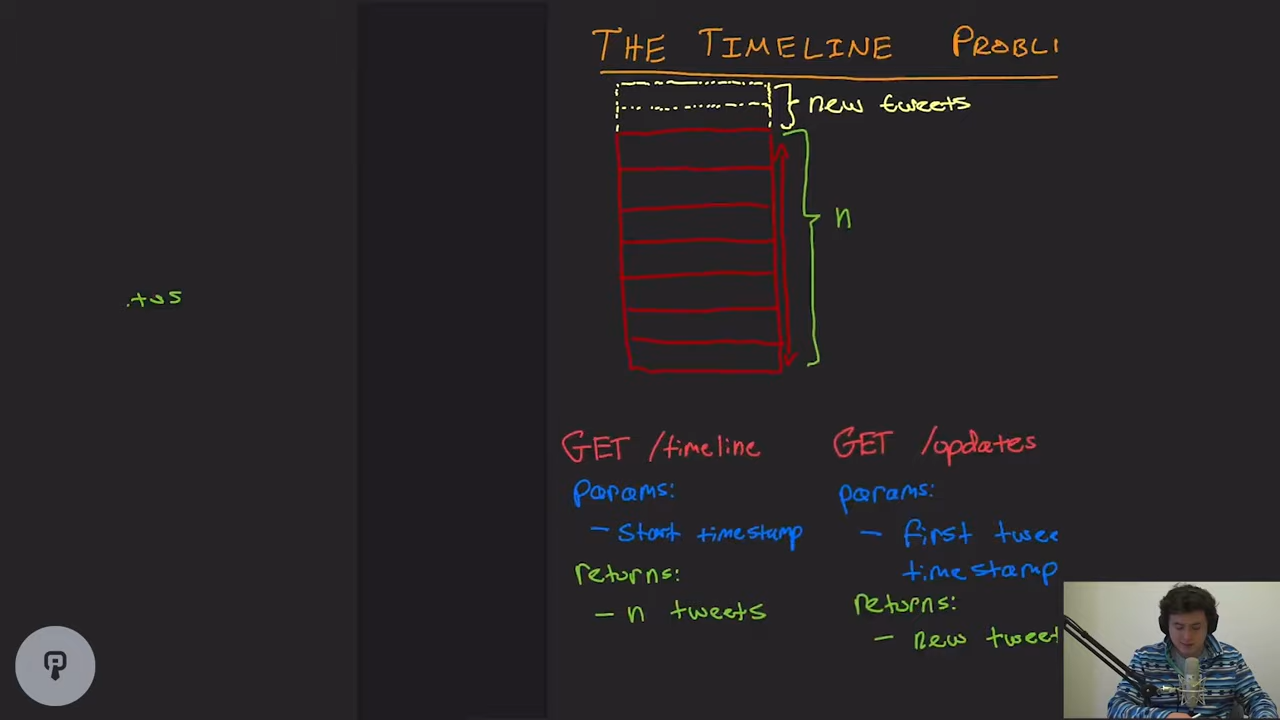 THE TIMELINE PROBL
new tweets
n
GET /timeline
params:
- Start timestamp
returns:
- n tweets
GET /updates
params:
- first twee
timestamp
returns:
- new tweet